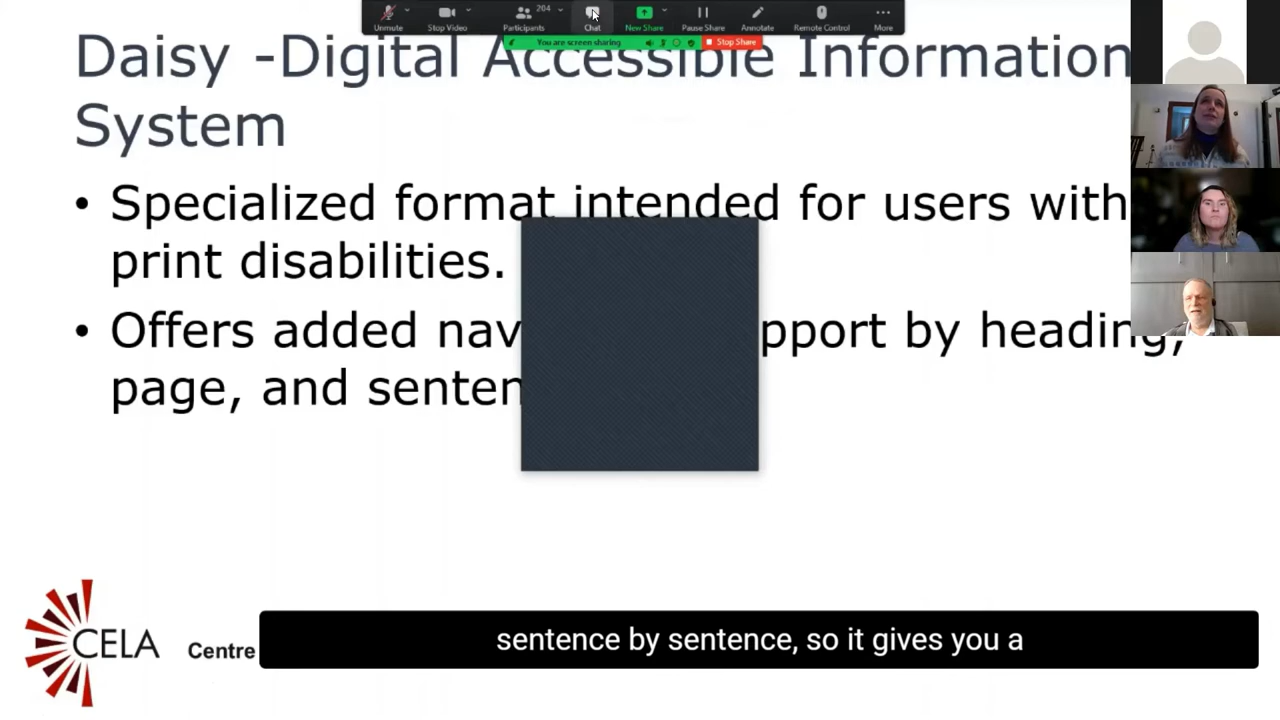 204
Unmute
Stop Video
Participants
Chat
New Share
Pause Share
Annotate
Remote Control
More
You are screen sharing
Stop Share
Daisy -Digital Accessible Information
System
• Specialized format intended for users with
print disabilities.
• Offers added nav pport by heading,
page, and senten
CELA
Centre
sentence by sentence, so it gives you a